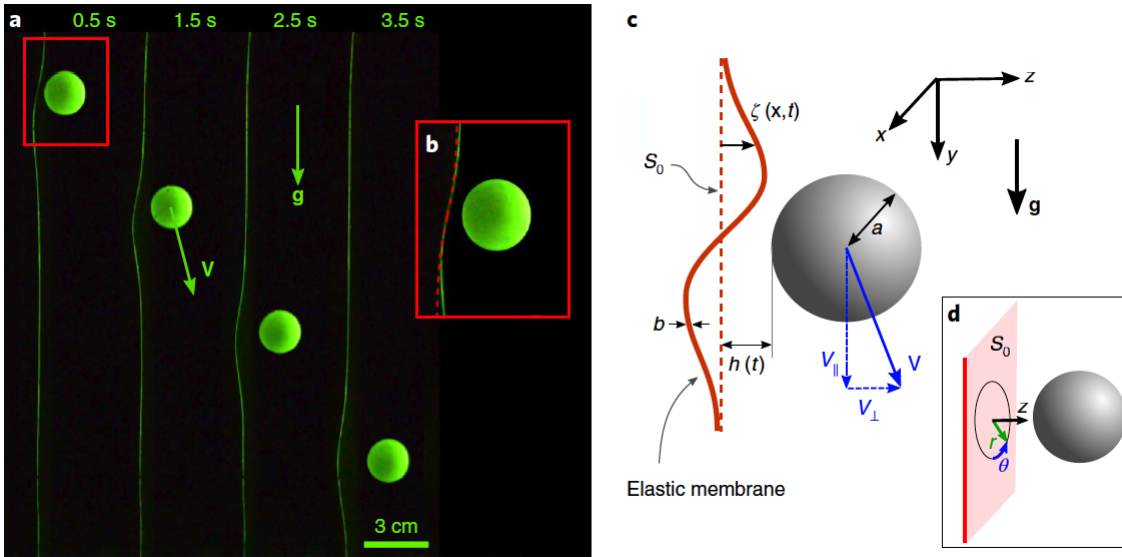 a
0.5 s 1.5 s 2.5 s 3.5 s
b
g
V
3 cm
c
ζ (x,t)
S0
z
x
y
g
a
b
h (t)
V∥
V
V⊥
Elastic membrane
d
S0
z
r
θ